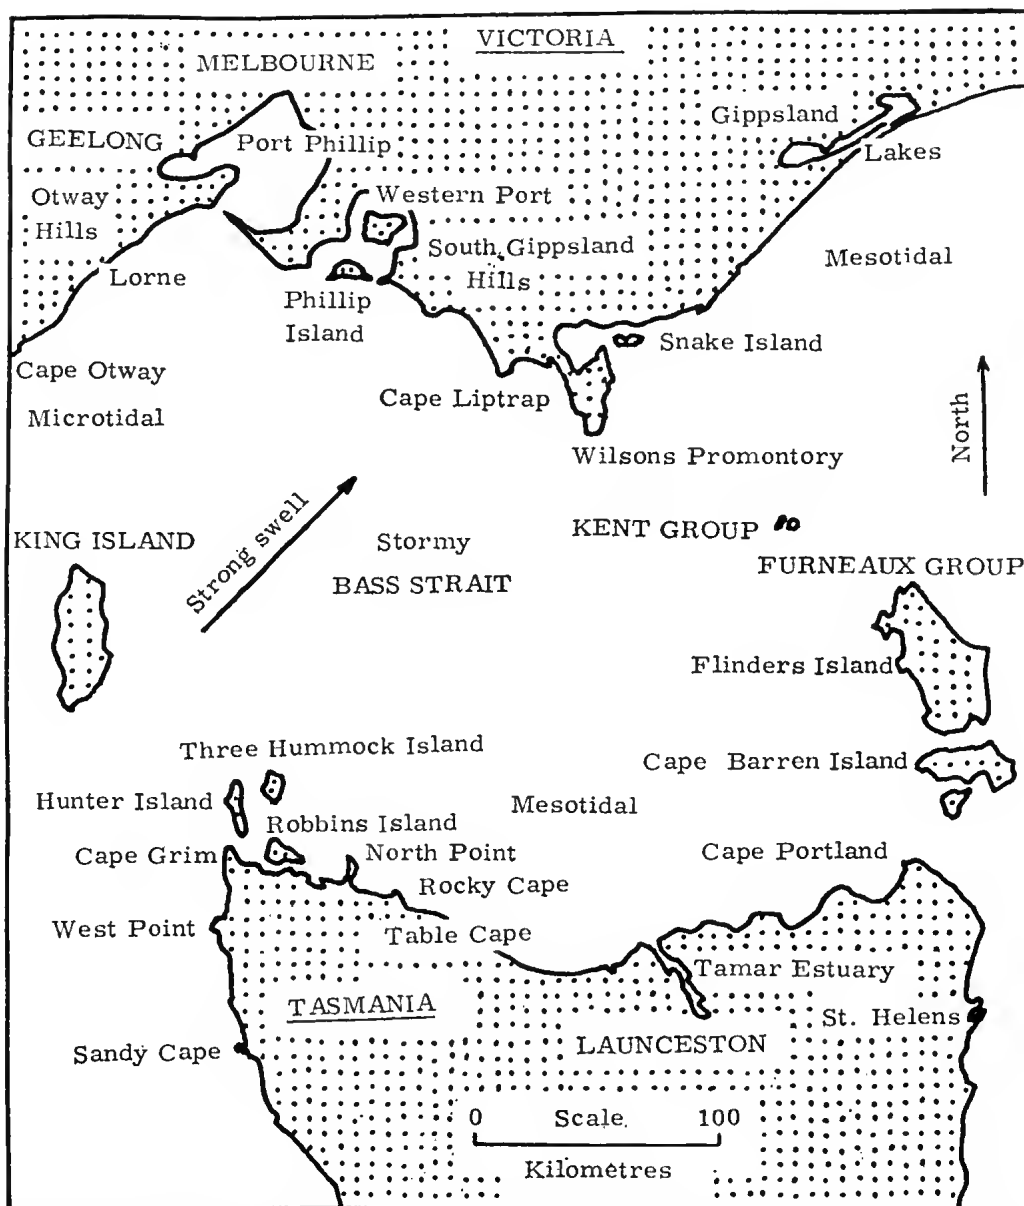 VICTORIA
MELBOURNE
GEELONG
Port Phillip
Gippsland
Lakes
Otway
Hills
Western Port
South Gippsland
Hills
Mesotidal
Lorne
Phillip
Island
Snake Island
Cape Otway
Cape Liptrap
Microtidal
North
Wilsons Promontory
Strong swell
KING ISLAND
Stormy
BASS STRAIT
KENT GROUP
FURNEAUX GROUP
Flinders Island
Three Hummock Island
Cape Barren Island
Hunter Island
Mesotidal
Robbins Island
Cape Grim
North Point
Cape Portland
Rocky Cape
West Point
Table Cape
Tamar Estuary
TASMANIA
St. Helens
Sandy Cape
LAUNCESTON
0 Scale 100
Kilometres